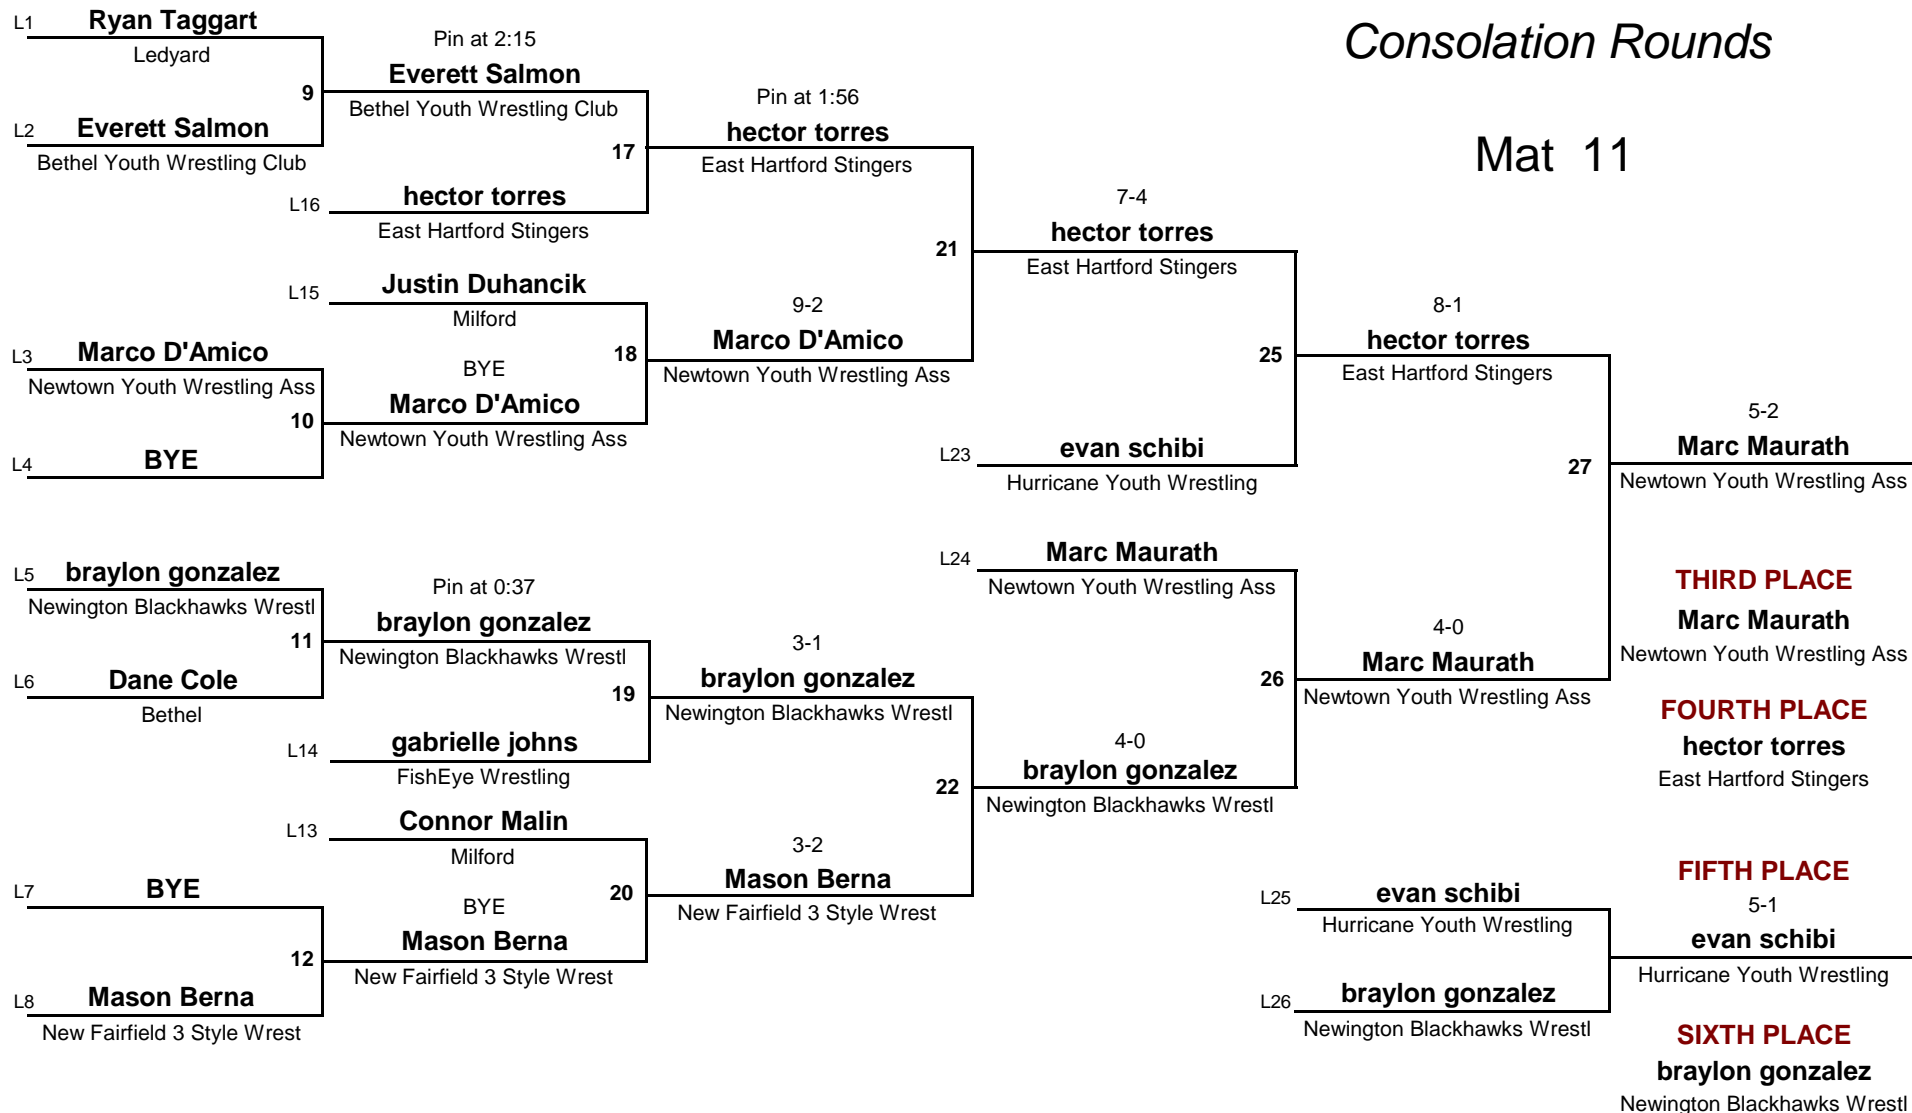 Consolation Rounds
Mat 11
L1 Ryan Taggart
Ledyard
9
L2 Everett Salmon
Bethel Youth Wrestling Club
L3 Marco D'Amico
Newtown Youth Wrestling Ass
10
L4 BYE
L5 braylon gonzalez
Newington Blackhawks Wrestl
11
L6 Dane Cole
Bethel
L7 BYE
12
L8 Mason Berna
New Fairfield 3 Style Wrest
Pin at 2:15
Everett Salmon
Bethel Youth Wrestling Club
17
L16 hector torres
East Hartford Stingers
L15 Justin Duhancik
Milford
18
BYE
Marco D'Amico
Newtown Youth Wrestling Ass
Pin at 0:37
braylon gonzalez
Newington Blackhawks Wrestl
19
L14 gabrielle johns
FishEye Wrestling
L13 Connor Malin
Milford
20
BYE
Mason Berna
New Fairfield 3 Style Wrest
Pin at 1:56
hector torres
East Hartford Stingers
21
9-2
Marco D'Amico
Newtown Youth Wrestling Ass
3-1
braylon gonzalez
Newington Blackhawks Wrestl
22
3-2
Mason Berna
New Fairfield 3 Style Wrest
7-4
hector torres
East Hartford Stingers
25
L23 evan schibi
Hurricane Youth Wrestling
L24 Marc Maurath
Newtown Youth Wrestling Ass
26
4-0
braylon gonzalez
Newington Blackhawks Wrestl
8-1
hector torres
East Hartford Stingers
27
4-0
Marc Maurath
Newtown Youth Wrestling Ass
5-2
Marc Maurath
Newtown Youth Wrestling Ass
THIRD PLACE
Marc Maurath
Newtown Youth Wrestling Ass
FOURTH PLACE
hector torres
East Hartford Stingers
L25 evan schibi
Hurricane Youth Wrestling
L26 braylon gonzalez
Newington Blackhawks Wrestl
FIFTH PLACE
5-1
evan schibi
Hurricane Youth Wrestling
SIXTH PLACE
braylon gonzalez
Newington Blackhawks Wrestl